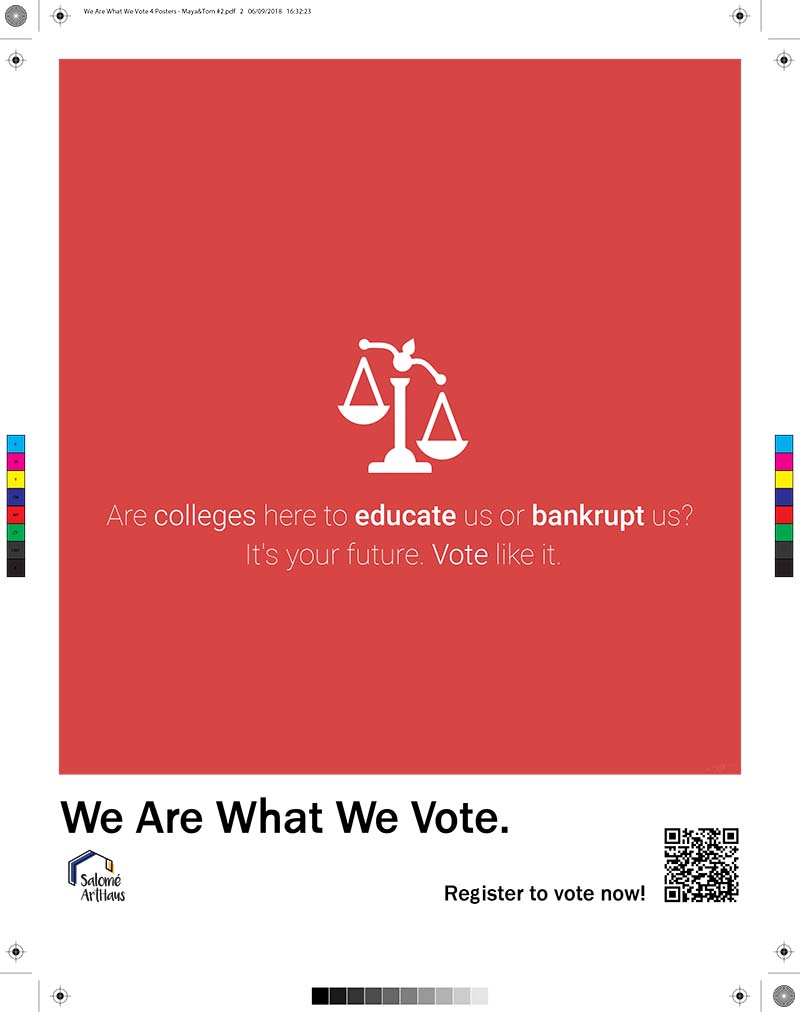 We Are What We Vote 4 Posters - Maya&Tom #2.pdf 2 06/09/2018 16:32:23
Are colleges here to educate us or bankrupt us?
It's your future. Vote like it.
We Are What We Vote.
Salomé
ArtHaus
Register to vote now!